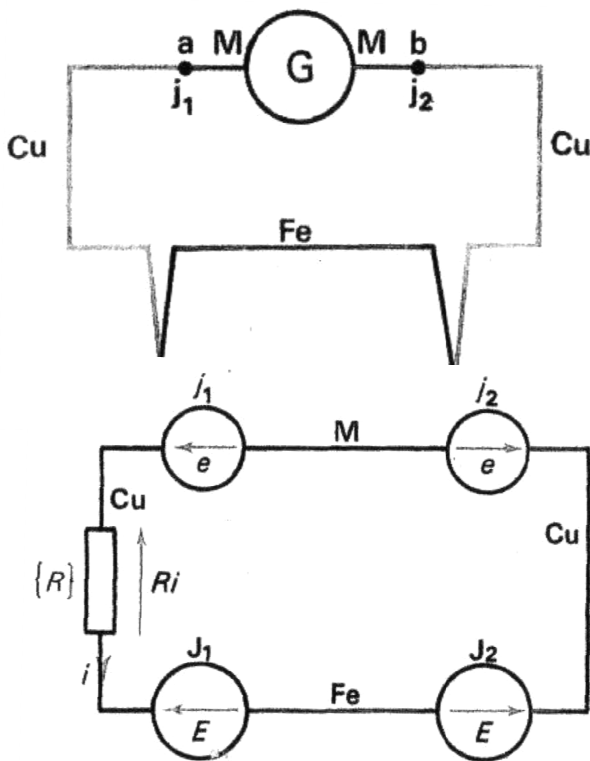 a M G M b
j₁ j₂
Cu Cu
Fe
j₁ j₂
e M e
Cu Cu
{R} Ri
i J₁ J₂
E Fe E